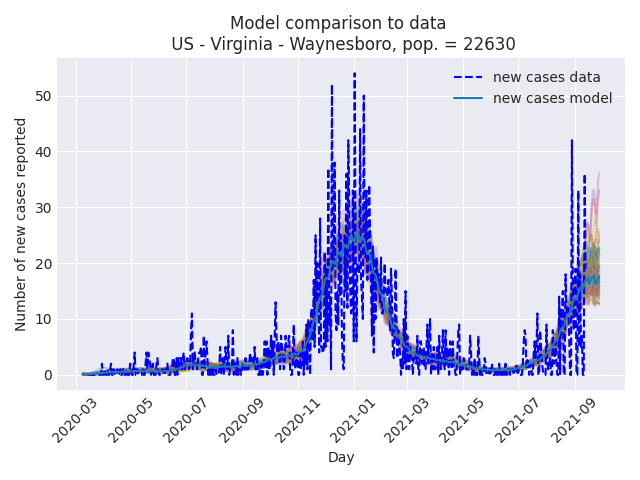 Model comparison to data
US - Virginia - Waynesboro, pop. = 22630
new cases data
new cases model
Number of new cases reported
50
40
30
20
10
0
2020-03
2020-05
2020-07
2020-09
2020-11
2021-01
2021-03
2021-05
2021-07
2021-09
Day